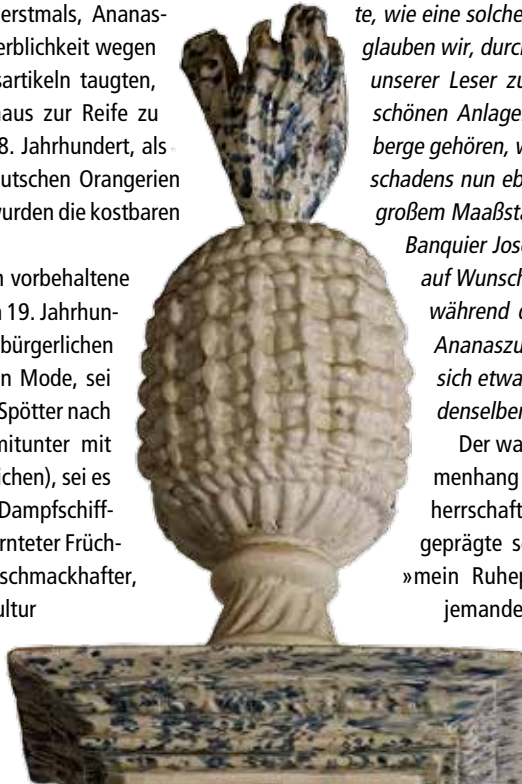 erstmals, Ananas-
erblichkeit wegen
sartikeln taugten,
aus zur Reife zu
8. Jahrhundert, als
utschen Orangerien
wurden die kostbaren
vorbehaltene
19. Jahrhun-
bürgerlichen
n Mode, sei
Spötter nach
mitunter mit
ichen), sei es
Dampfschiff-
rnteter Früch-
schmackhafter,
ultur
te, wie eine solche
glauben wir, durch
unserer Leser zu
schönen Anlage
berge gehören, w
schadens nun eb
großem Maaßsta
Banquier Jose
auf Wunsch
während d
Ananaszu
sich etwa
denselber
Der wa
menhang
herrschaft
geprägte s
»mein Ruhep
jemande